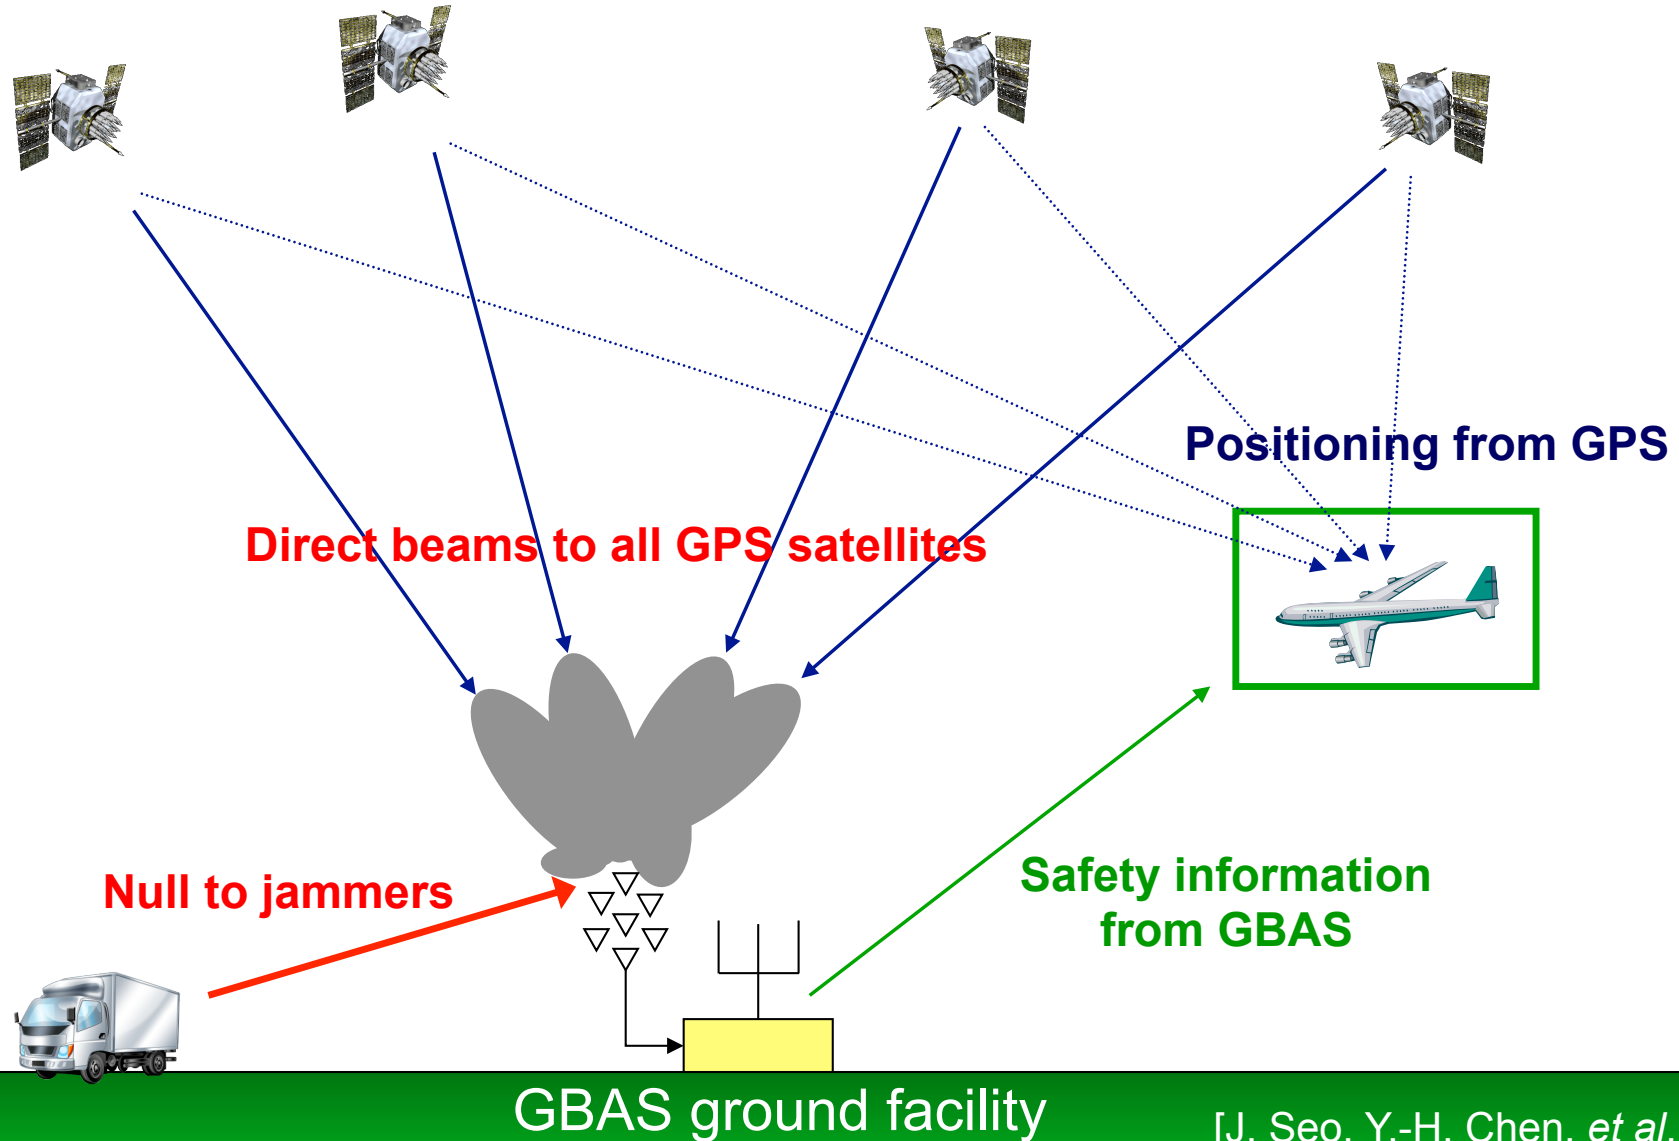 Positioning from GPS
Direct beams to all GPS satellites
Null to jammers
Safety information
from GBAS
GBAS ground facility
[J. Seo, Y.-H. Chen, et al.